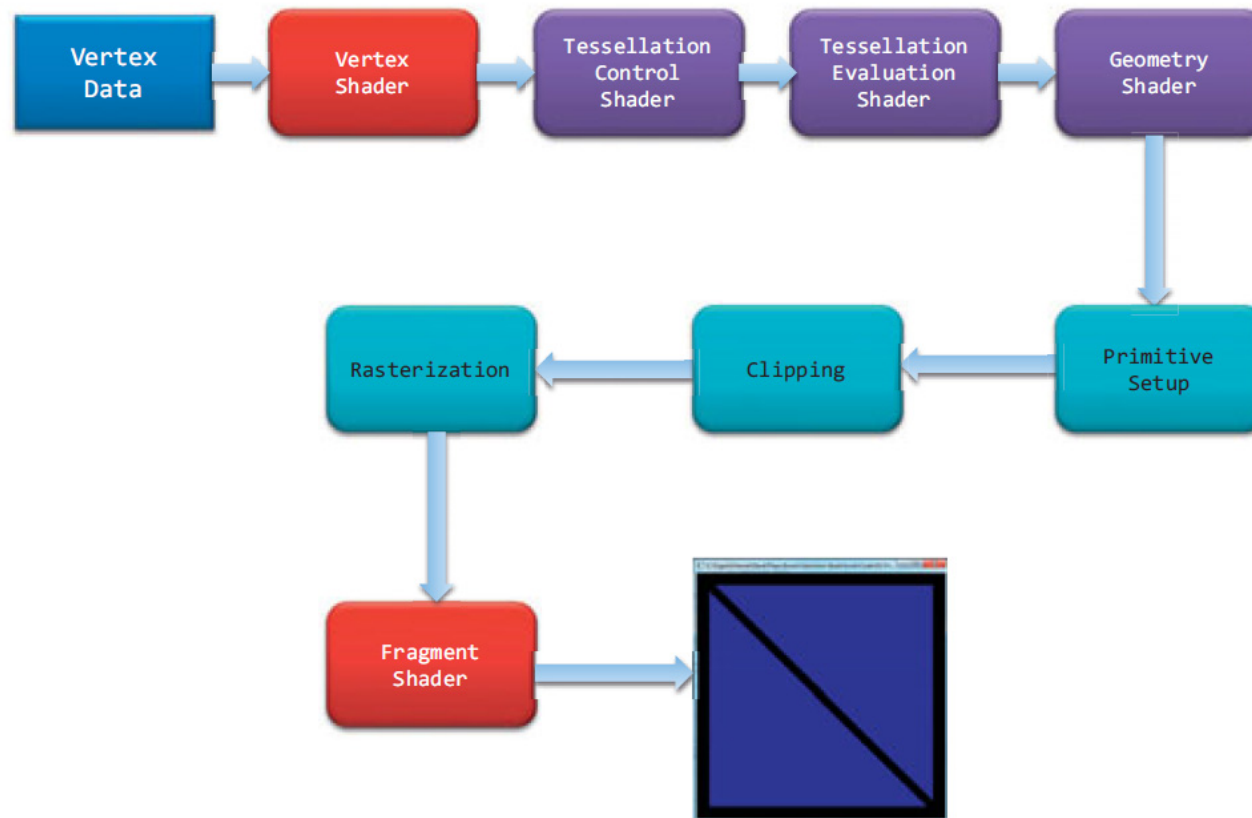 Vertex
Data
Vertex
Shader
Tessellation
Control
Shader
Tessellation
Evaluation
Shader
Geometry
Shader
Primitive
Setup
Clipping
Rasterization
Fragment
Shader